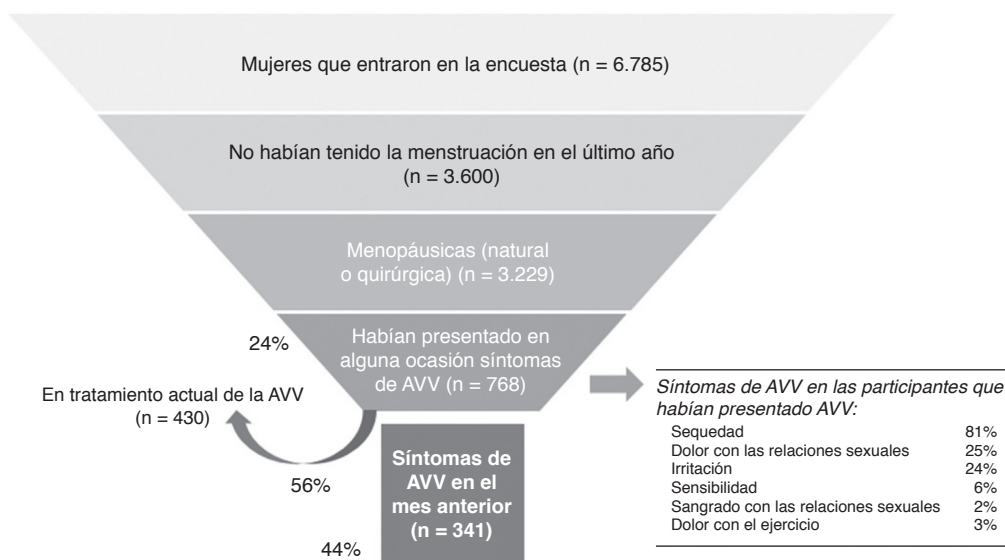 Mujeres que entraron en la encuesta (n = 6.785)
No habían tenido la menstruación en el último año
(n = 3.600)
Menopáusicas (natural
o quirúrgica) (n = 3.229)
24%
Habían presentado en
alguna ocasión síntomas
de AVV (n = 768)
En tratamiento actual de la AVV
(n = 430)
56%
Síntomas de
AVV en el
mes anterior
(n = 341)
44%
Síntomas de AVV en las participantes que
habían presentado AVV:
Sequedad 81%
Dolor con las relaciones sexuales 25%
Irritación 24%
Sensibilidad 6%
Sangrado con las relaciones sexuales 2%
Dolor con el ejercicio 3%